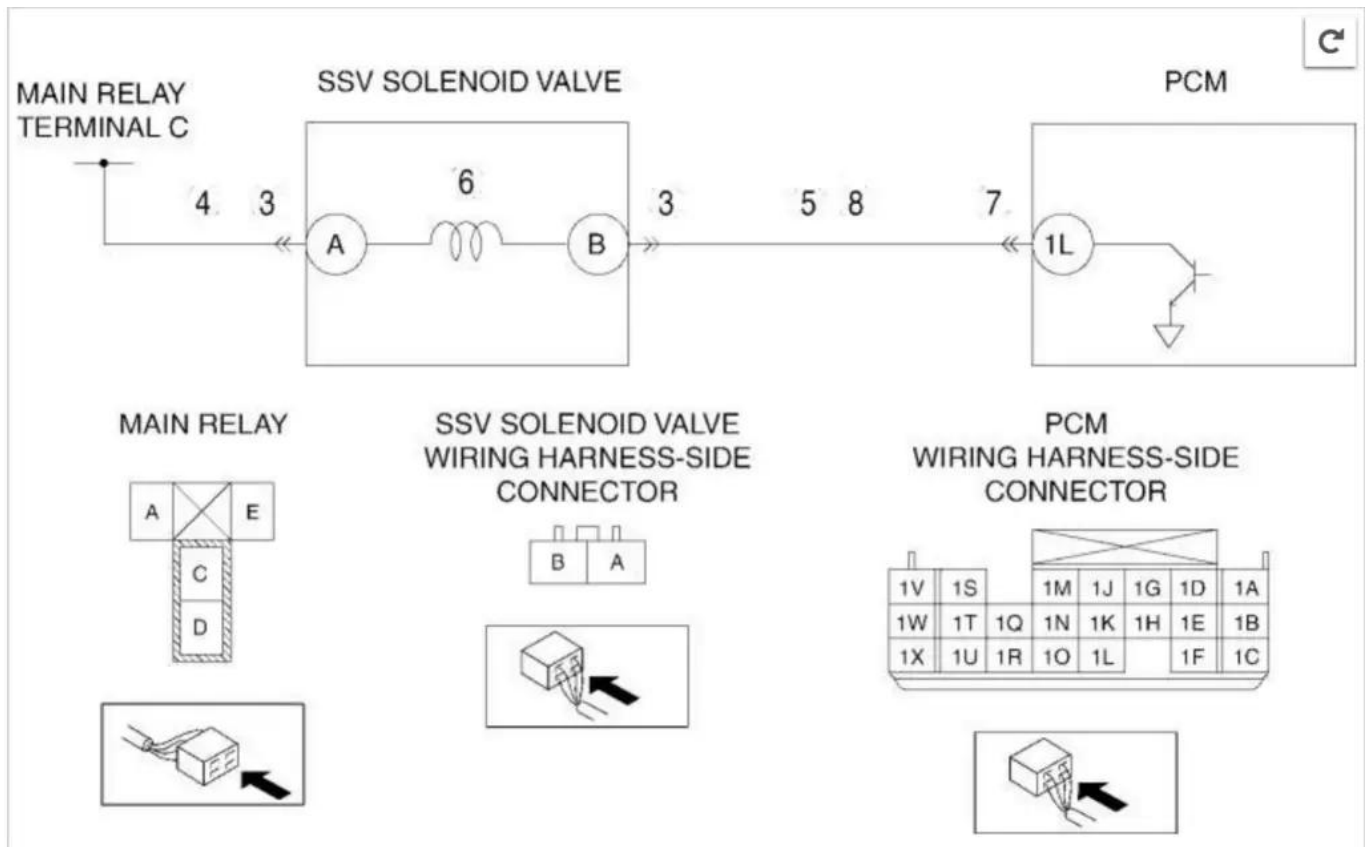 MAIN RELAY
TERMINAL C
SSV SOLENOID VALVE
PCM
4 3 6 3 5 8 7
A B 1L
MAIN RELAY
A E
C
D
SSV SOLENOID VALVE
WIRING HARNESS-SIDE
CONNECTOR
B A
PCM
WIRING HARNESS-SIDE
CONNECTOR
1V 1S 1M 1J 1G 1D 1A
1W 1T 1Q 1N 1K 1H 1E 1B
1X 1U 1R 1O 1L 1F 1C